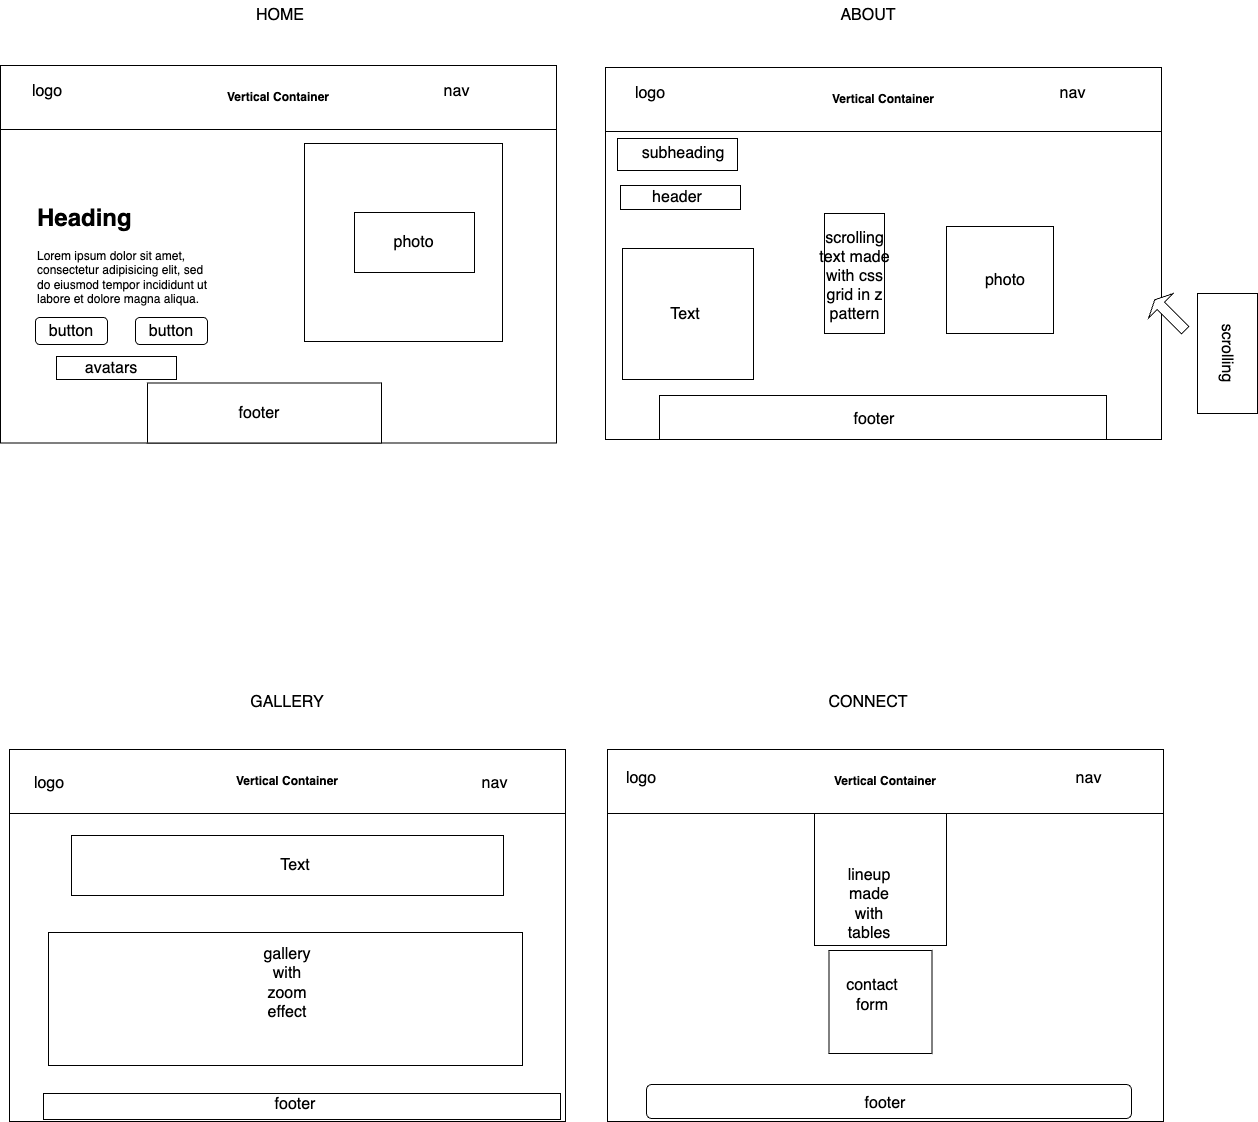 HOME
logo
Vertical Container
nav
Heading
Lorem ipsum dolor sit amet,
consectetur adipisicing elit, sed
do eiusmod tempor incididunt ut
labore et dolore magna aliqua.
button
button
avatars
photo
footer
ABOUT
logo
Vertical Container
nav
subheading
header
Text
scrolling
text made
with css
grid in z
pattern
photo
scrolling
footer
GALLERY
logo
Vertical Container
nav
Text
gallery
with
zoom
effect
footer
CONNECT
logo
Vertical Container
nav
lineup
made
with
tables
contact
form
footer